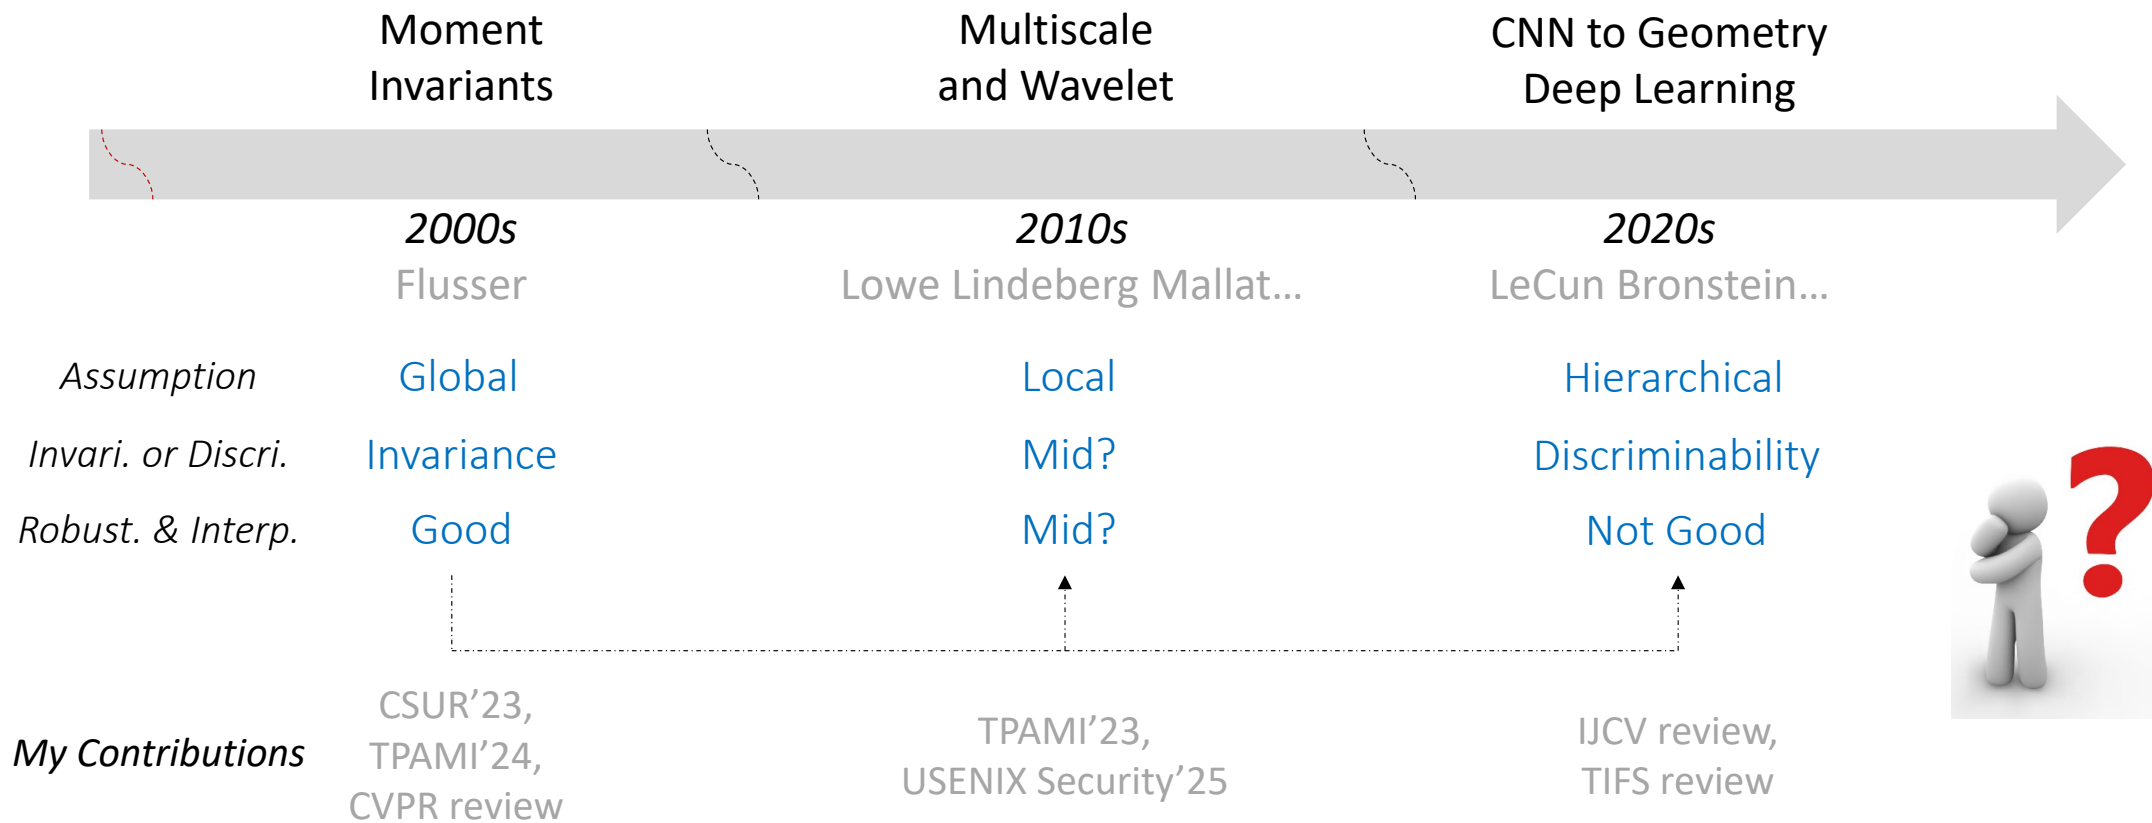 Moment
Invariants
Multiscale
and Wavelet
CNN to Geometry
Deep Learning
2000s
2010s
2020s
Flusser
Lowe Lindeberg Mallat…
LeCun Bronstein…
Assumption
Global
Local
Hierarchical
Invari. or Discri.
Invariance
Mid?
Discriminability
Robust. & Interp.
Good
Mid?
Not Good
?
My Contributions
CSUR’23,
TPAMI’24,
CVPR review
TPAMI’23,
USENIX Security’25
IJCV review,
TIFS review